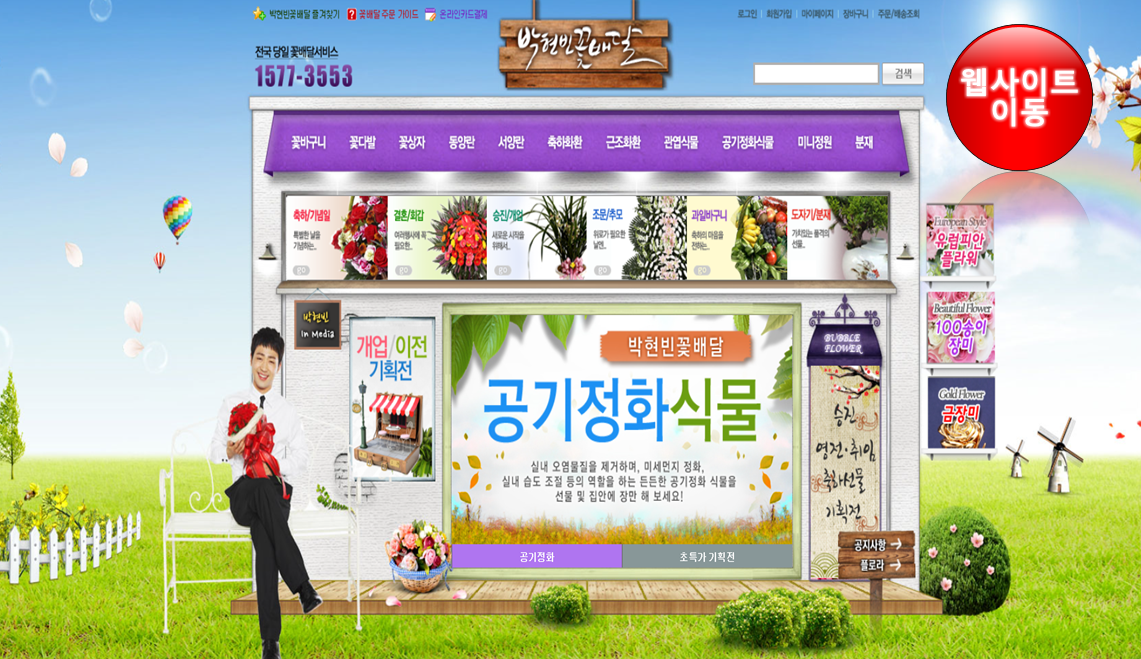 박현빈꽃배달 즐겨찾기
꽃배달 주문 가이드
온라인카드결제
로그인
회원가입
마이페이지
장바구니
주문/배송조회
박현빈꽃배달
전국 당일 꽃배달서비스
1577-3553
검색
웹사이트
이동
꽃바구니
꽃다발
꽃상자
동양란
서양란
축하화환
근조화환
관엽식물
공기정화식물
미니정원
분재
축하/기념일
특별한 날을
기념하는..
go
결혼/회갑
여러행사에 꼭
필요한..
go
승진/개업
새로운 시작을
위해서..
go
조문/추모
위로가 필요한
날엔..
go
과일바구니
축하의 마음을
전하는..
go
도자기/분재
가치있는 품격의
선물..
European Style
유럼피안
플라워
Beautiful Flower
100송이
장미
Gold Flower
금장미
박현빈
In Media
개업/이전
기획전
박현빈꽃배달
공기정화식물
실내 오염물질을 제거하며, 미세먼지 정화,
실내 습도 조절 등의 역할을 하는 든든한 공기정화 식물을
선물 및 집안에 장만 해 보세요!
공기정화
초특가 기획전
BUBBLE
FLOWER
승진
영전·취임
축하선물
기획전
공지사항
플로라